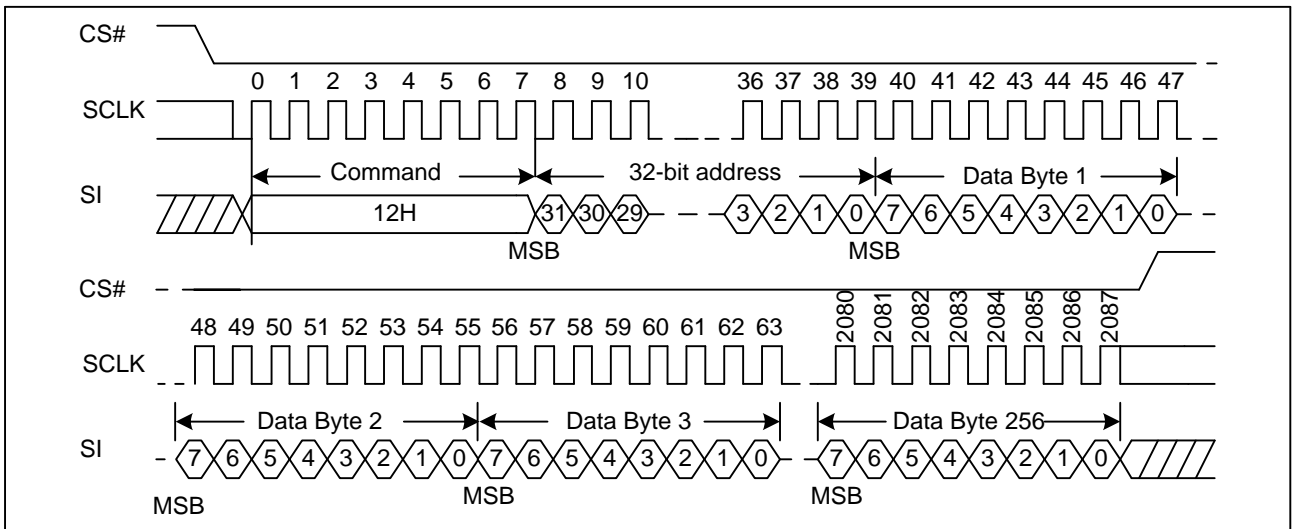 CS#
0 1 2 3 4 5 6 7 8 9 10 36 37 38 39 40 41 42 43 44 45 46 47
SCLK
Command 32-bit address Data Byte 1
SI
12H 31 30 29 3 2 1 0 7 6 5 4 3 2 1 0
MSB MSB
CS#
48 49 50 51 52 53 54 55 56 57 58 59 60 61 62 63 2080 2081 2082 2083 2084 2085 2086 2087
SCLK
Data Byte 2 Data Byte 3 Data Byte 256
SI
7 6 5 4 3 2 1 0 7 6 5 4 3 2 1 0 7 6 5 4 3 2 1 0
MSB MSB MSB